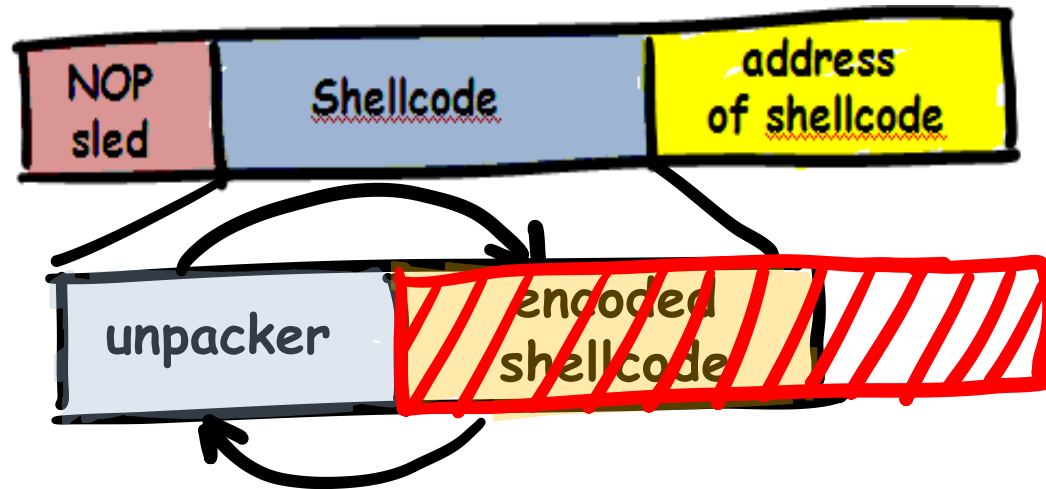 NOP
sled
Shellcode
address
of shellcode
unpacker
encoded
shellcode